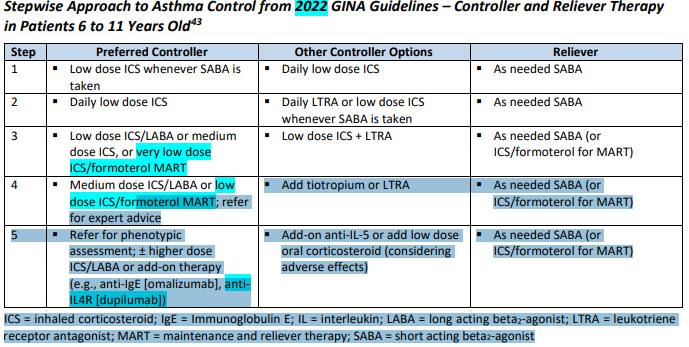 Stepwise Approach to Asthma Control from 2022 GINA Guidelines – Controller and Reliever Therapy
in Patients 6 to 11 Years Old43
Step Preferred Controller Other Controller Options Reliever
1 ▪ Low dose ICS whenever SABA is ▪ Daily low dose ICS ▪ As needed SABA
taken
2 ▪ Daily low dose ICS ▪ Daily LTRA or low dose ICS ▪ As needed SABA
whenever SABA is taken
3 ▪ Low dose ICS/LABA or medium ▪ Low dose ICS + LTRA ▪ As needed SABA (or
dose ICS, or very low dose ICS/formoterol for MART)
ICS/formoterol MART
4 ▪ Medium dose ICS/LABA or low ▪ Add tiotropium or LTRA ▪ As needed SABA (or
dose ICS/formoterol MART; refer ICS/formoterol for MART)
for expert advice
5 ▪ Refer for phenotypic ▪ Add-on anti-IL-5 or add low dose ▪ As needed SABA (or
assessment; ± higher dose oral corticosteroid (considering ICS/formoterol for MART)
ICS/LABA or add-on therapy adverse effects)
(e.g., anti-IgE [omalizumab], anti-
IL4R [dupilumab])
ICS = inhaled corticosteroid; IgE = Immunoglobulin E; IL = interleukin; LABA = long acting beta2-agonist; LTRA = leukotriene
receptor antagonist; MART = maintenance and reliever therapy; SABA = short acting beta2-agonist